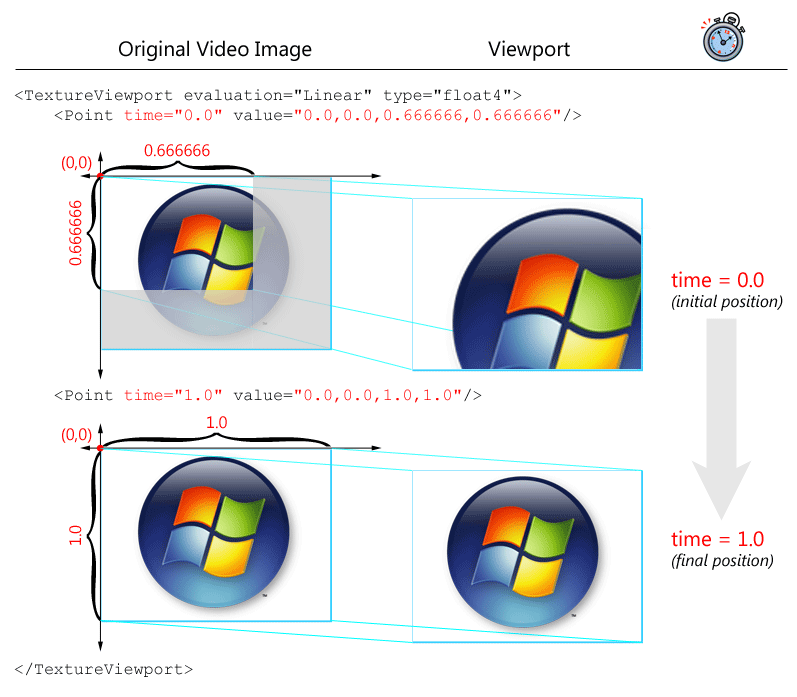 Original Video Image
Viewport
<TextureViewport evaluation="Linear" type="float4">
<Point time="0.0" value="0.0,0.0,0.666666,0.666666"/>
0.666666
(0,0)
0.666666
time = 0.0
(initial position)
<Point time="1.0" value="0.0,0.0,1.0,1.0"/>
1.0
(0,0)
1.0
time = 1.0
(final position)
</TextureViewport>